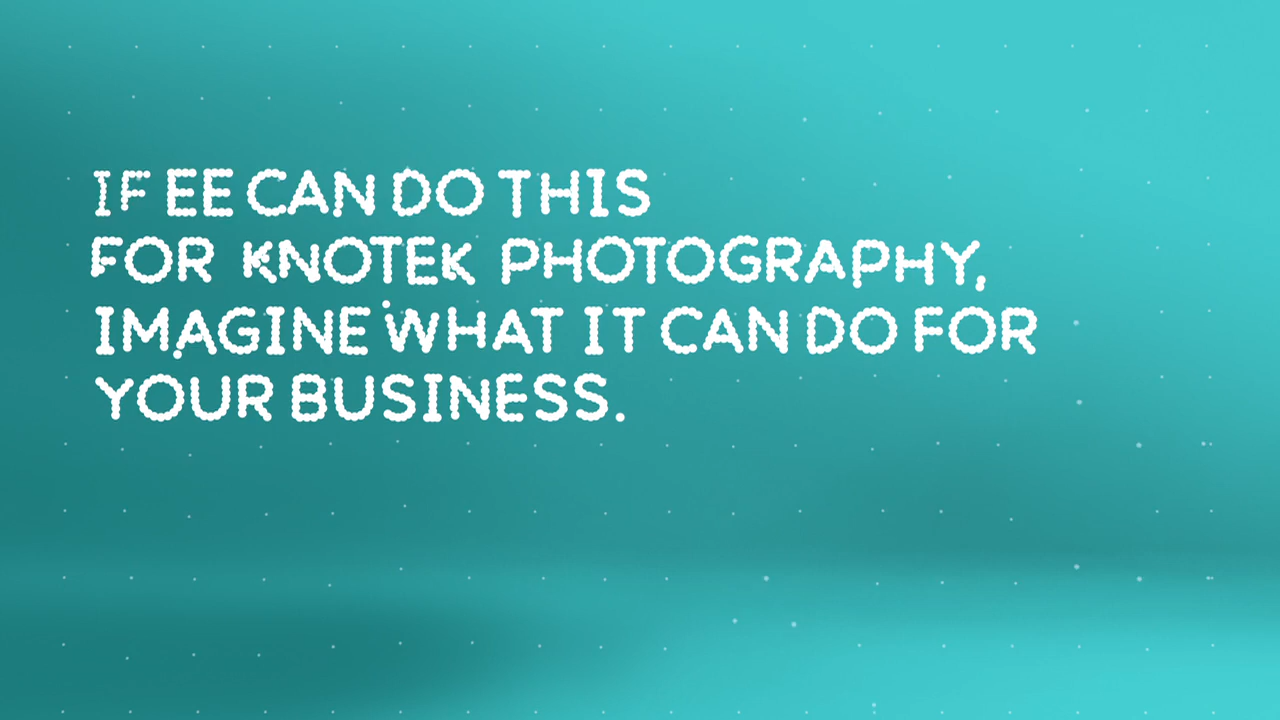 IF EE CAN DO THIS
FOR KNOTEK PHOTOGRAPHY,
IMAGINE WHAT IT CAN DO FOR
YOUR BUSINESS.